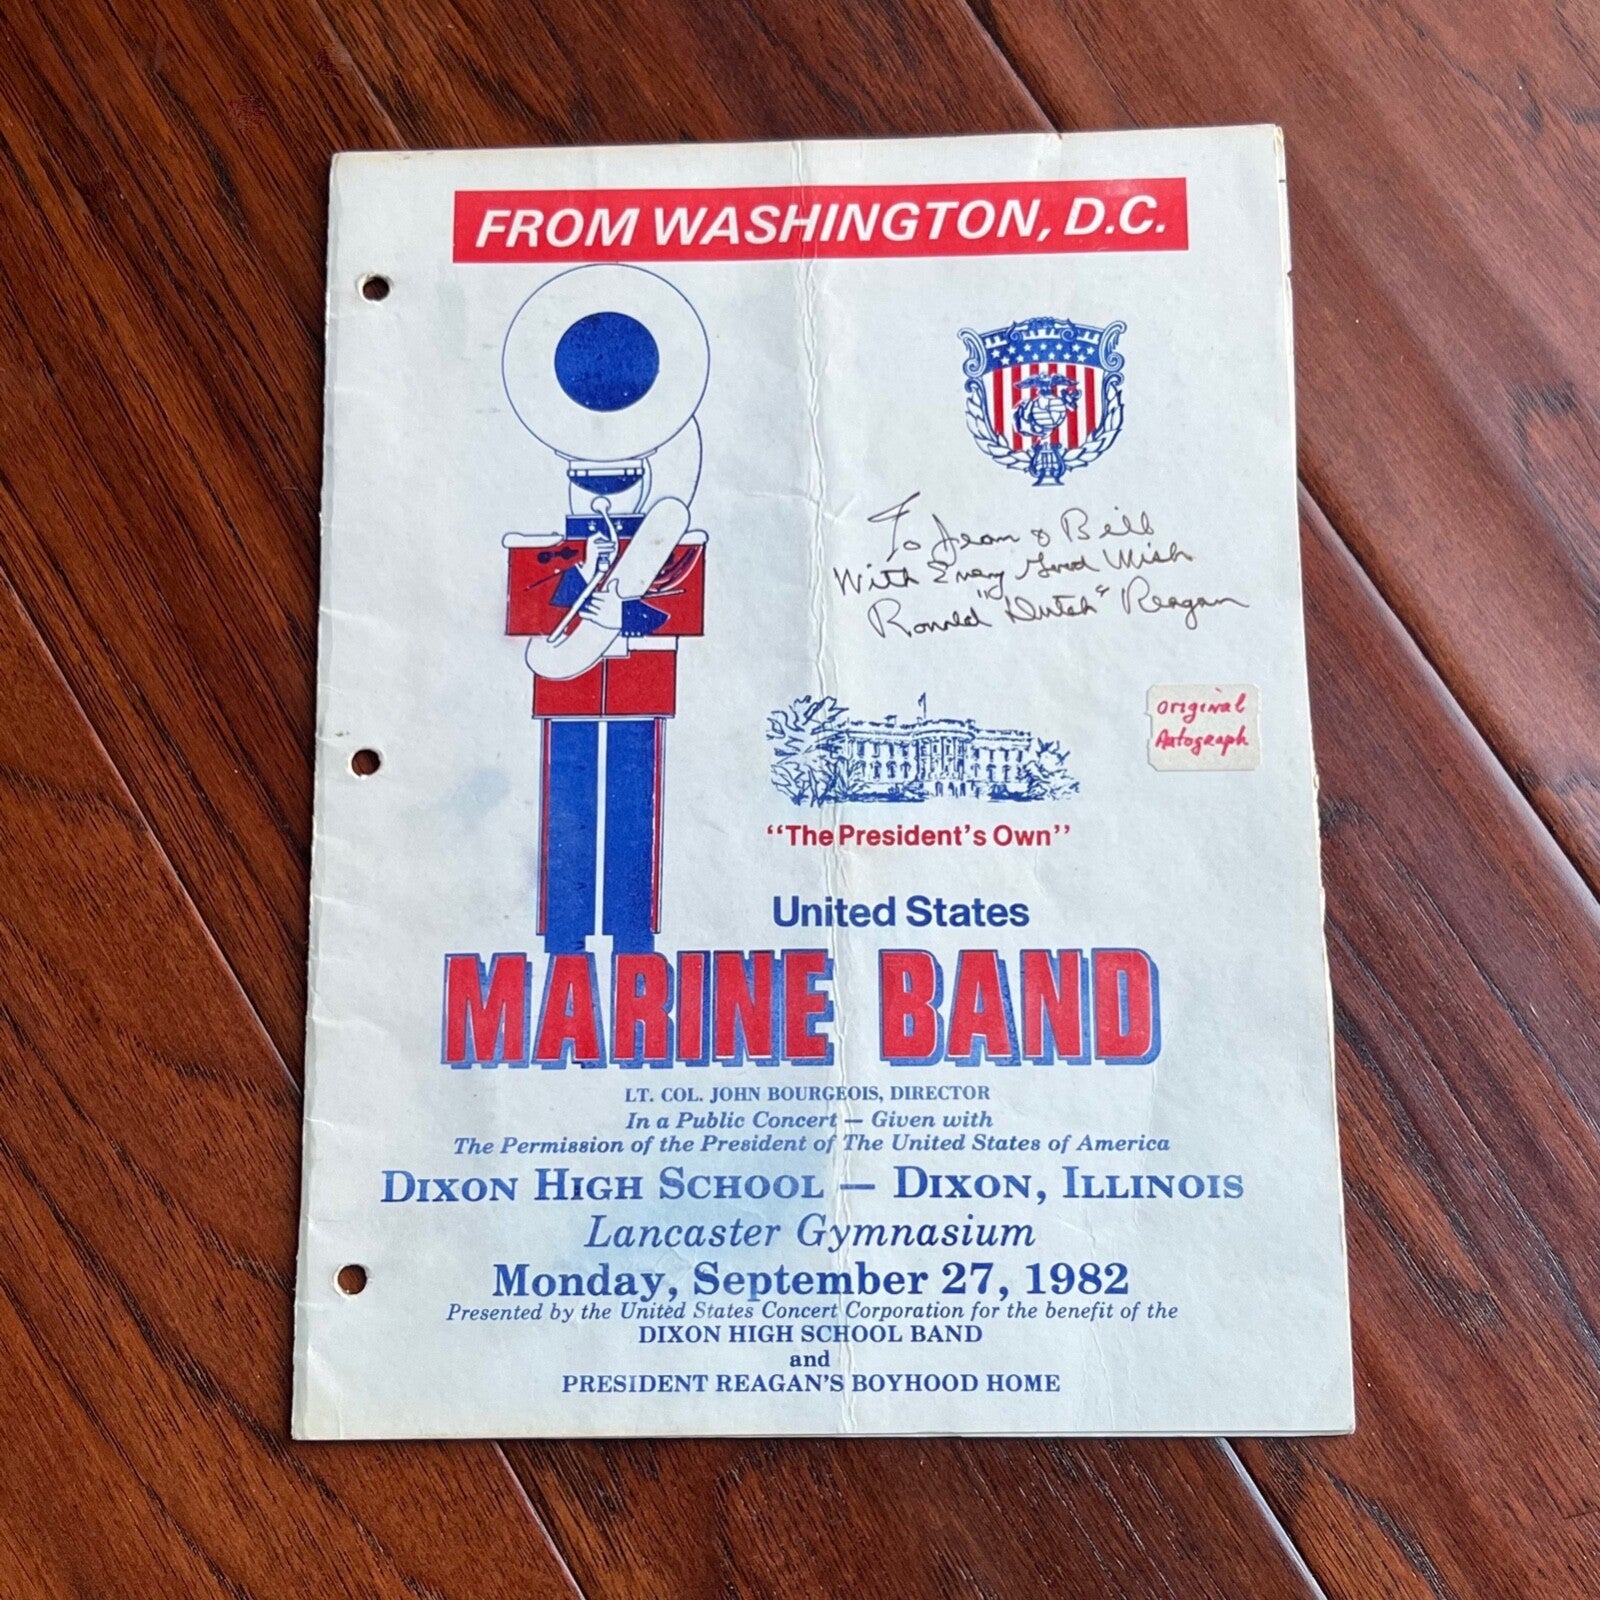 FROM WASHINGTON, D.C.
To Jean & Bill
With Every Good Wish
Ronald "Dutch" Reagan
original
Autograph
"The President's Own"
United States
MARINE BAND
LT. COL. JOHN BOURGEOIS, DIRECTOR
In a Public Concert — Given with
The Permission of the President of The United States of America
DIXON HIGH SCHOOL — DIXON, ILLINOIS
Lancaster Gymnasium
Monday, September 27, 1982
Presented by the United States Concert Corporation for the benefit of the
DIXON HIGH SCHOOL BAND
and
PRESIDENT REAGAN'S BOYHOOD HOME